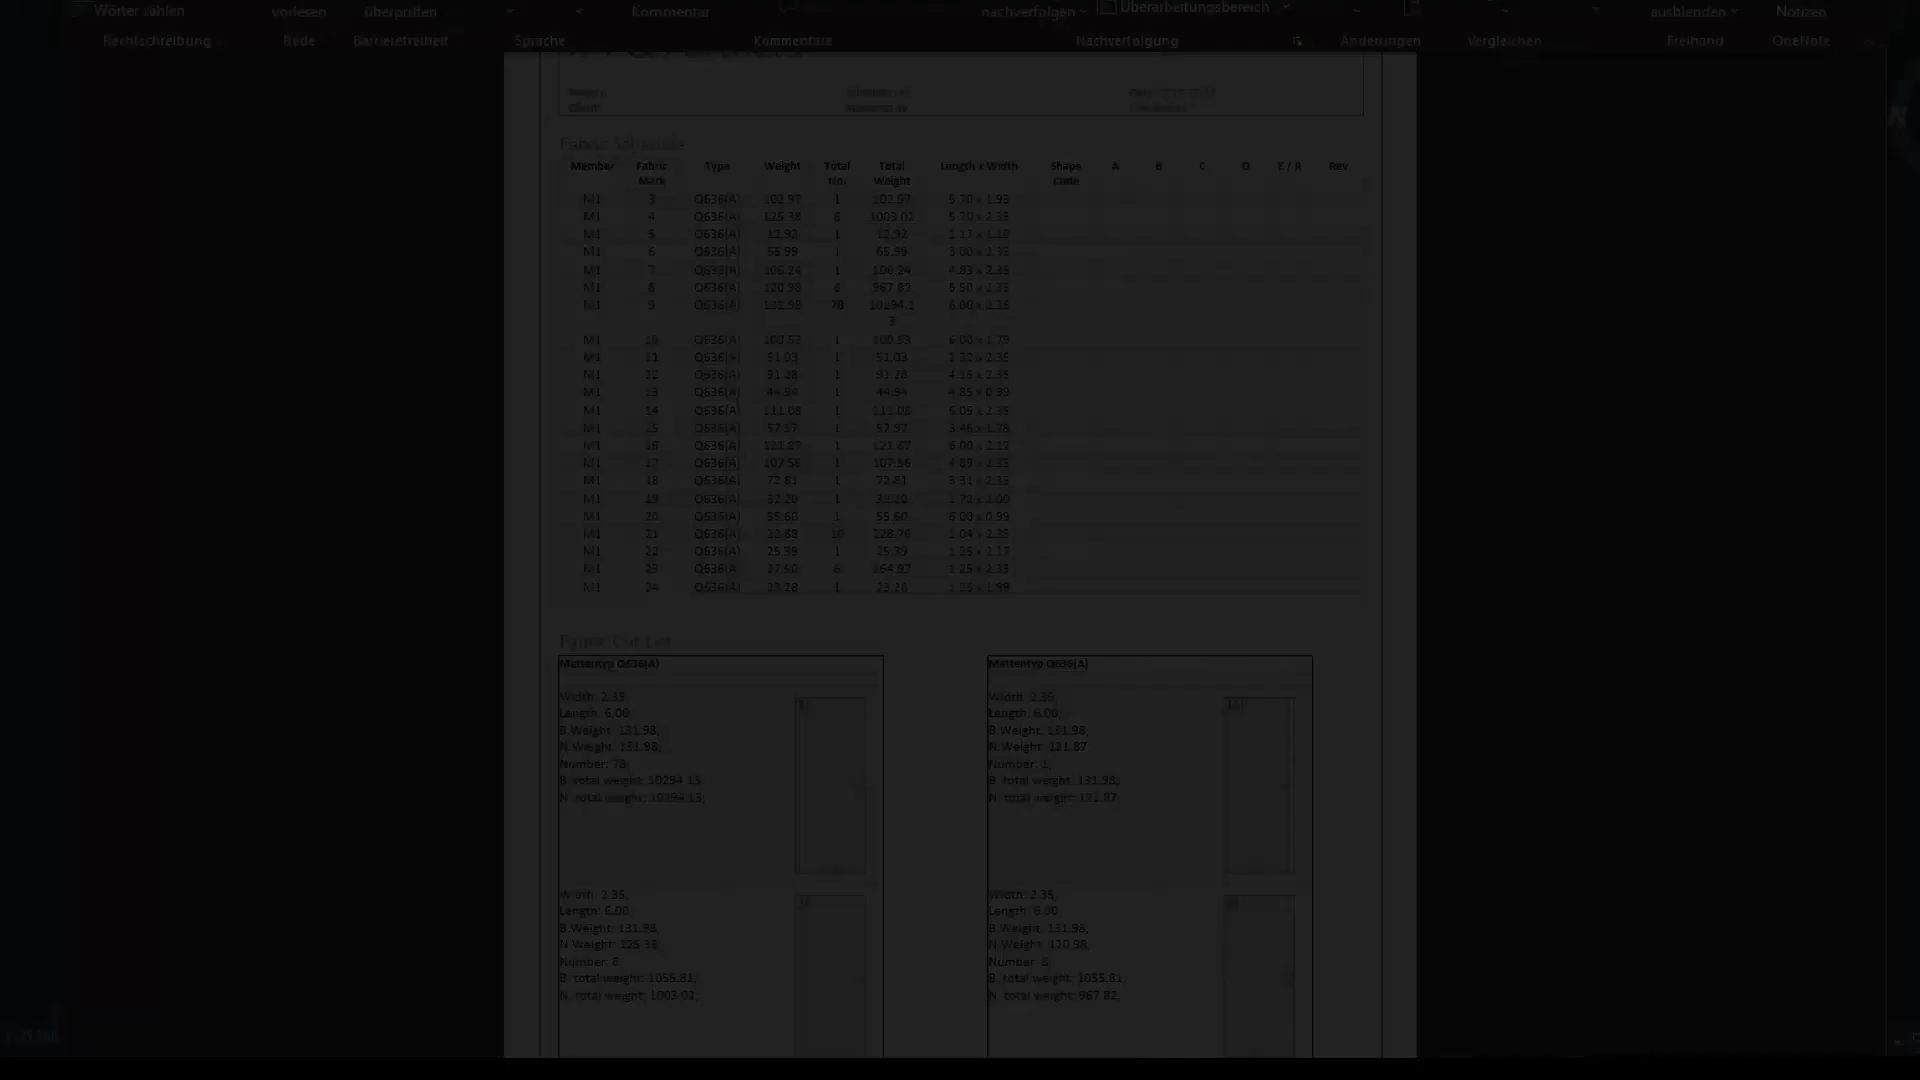 Wörter zählen vorlesen überprüfen Kommentar nachverfolgen Überarbeitungsbereich ausblenden Notizen
Rechtschreibung Rede Barrierefreiheit Sprache Kommentare Nachverfolgung Änderungen Vergleichen Freihand OneNote
Fabric Schedule
Member Fabric Type Weight Total Total Length x Width Shape A B C D E / R Rev
Mark No. Weight Code
M1 3 Q636(A) 102.97 1 102.97 5.70 x 1.93
M1 4 Q636(A) 125.38 8 1003.02 5.70 x 2.35
M1 5 Q636(A) 12.92 1 12.92 1.17 x 1.18
M1 6 Q636(A) 65.99 1 65.99 3.00 x 2.35
M1 7 Q636(A) 106.24 1 106.24 4.83 x 2.35
M1 8 Q636(A) 120.98 8 967.82 5.50 x 2.35
M1 9 Q636(A) 131.98 78 10294.1 6.00 x 2.35
3
M1 10 Q636(A) 100.53 1 100.53 6.00 x 1.79
M1 11 Q636(A) 51.03 1 51.03 2.32 x 2.35
M1 12 Q636(A) 91.28 1 91.28 4.15 x 2.35
M1 13 Q636(A) 44.94 1 44.94 4.85 x 0.99
M1 14 Q636(A) 111.08 1 111.08 5.05 x 2.35
M1 15 Q636(A) 57.97 1 57.97 3.46 x 1.78
M1 16 Q636(A) 121.87 1 121.87 6.00 x 2.17
M1 17 Q636(A) 107.56 1 107.56 4.89 x 2.35
M1 18 Q636(A) 72.81 1 72.81 3.31 x 2.35
M1 19 Q636(A) 32.20 1 32.20 1.72 x 2.00
M1 20 Q636(A) 55.60 1 55.60 6.00 x 0.99
M1 21 Q636(A) 22.88 10 228.76 1.04 x 2.35
M1 22 Q636(A) 25.39 1 25.39 1.25 x 2.17
M1 23 Q636(A) 27.50 6 164.97 1.25 x 2.35
M1 24 Q636(A) 23.28 1 23.28 1.25 x 1.99
Fabric Cut List
Mattentyp Q636(A) Mattentyp Q636(A)
Width: 2.35, Width: 2.35,
Length: 6.00, Length: 6.00,
B.Weight: 131.98, B.Weight: 131.98,
N.Weight: 131.98, N.Weight: 121.87
Number: 78, Number: 1,
B. total weight: 10294.13, B. total weight: 131.98,
N. total weight: 10294.13, N. total weight: 121.87
Width: 2.35, Width: 2.35,
Length: 6.00, Length: 6.00
B.Weight: 131.98, B.Weight: 131.98,
N.Weight: 125.38, N.Weight: 120.98,
Number: 8, Number: 8
B. total weight: 1055.81, B. total weight: 1055.81
N. total weight: 1003.02, N. total weight: 967.82,